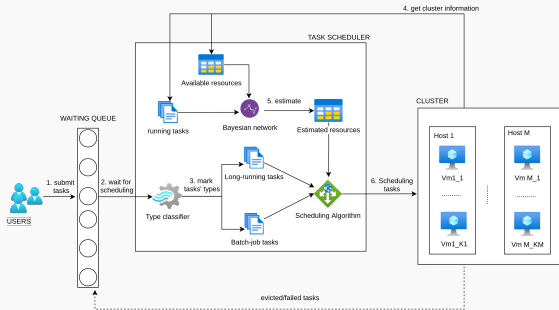 4. get cluster information
TASK SCHEDULER
Available resources
5. estimate
CLUSTER
WAITING QUEUE
running tasks
Bayesian network
Estimated resources
Host 1
Host M
1. submit
tasks
2. wait for
scheduling
3. mark
tasks' types
Long-running tasks
6. Scheduling
tasks
Vm1_1
Vm M_1
..........
..........
USERS
Type classifier
Scheduling Algorithm
Batch-job tasks
Vm1_K1
Vm M_KM
evicted/failed tasks